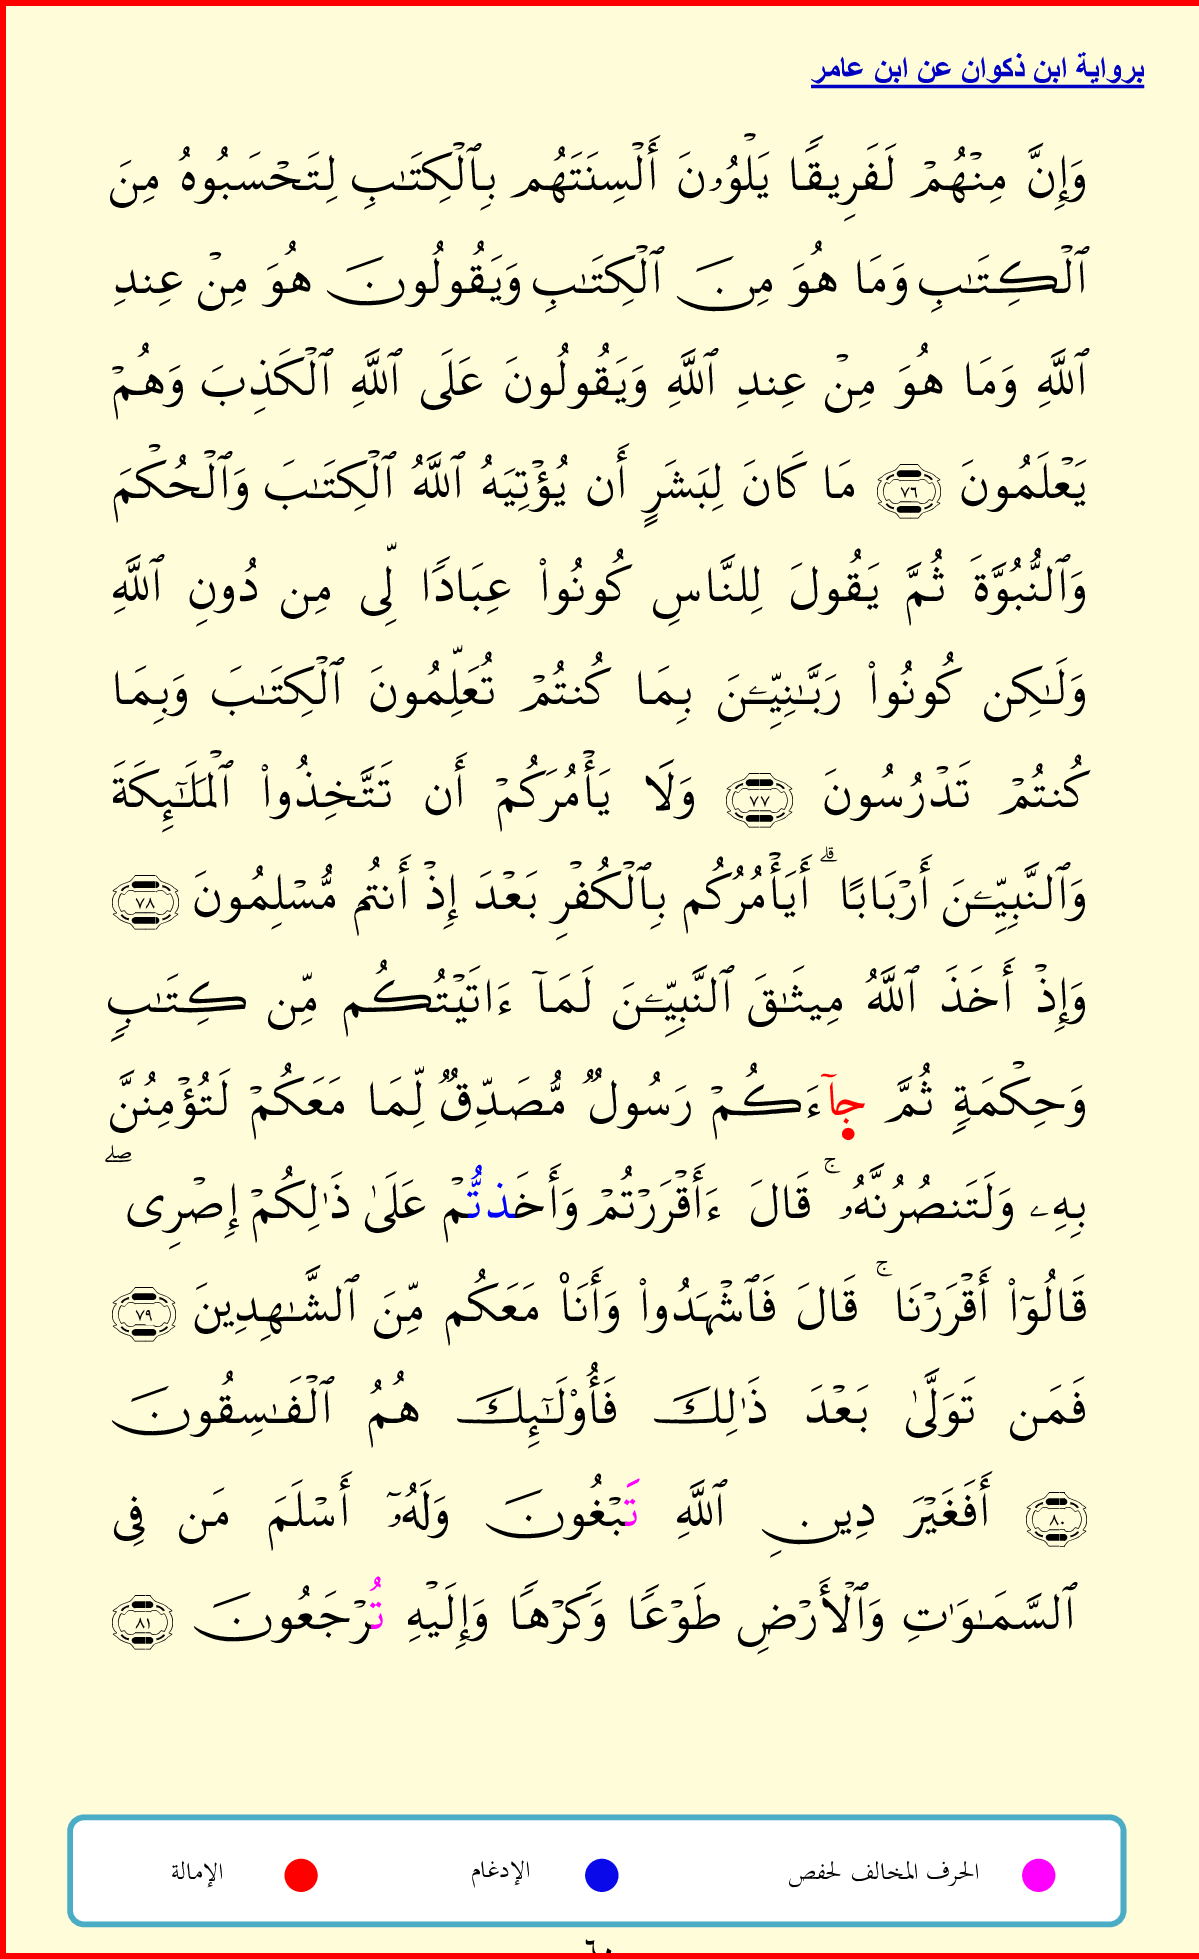 برواية ابن ذكوان عن ابن عامر
وَإِنَّ مِنْهُمْ لَفَرِيقًا يَلْوُۥنَ أَلْسِنَتَهُم بِٱلْكِتَـٰبِ لِتَحْسَبُوهُ مِنَ
ٱلْكِتَـٰبِ وَمَا هُوَ مِنَ ٱلْكِتَـٰبِ وَيَقُولُونَ هُوَ مِنْ عِندِ
ٱللَّهِ وَمَا هُوَ مِنْ عِندِ ٱللَّهِ وَيَقُولُونَ عَلَى ٱللَّهِ ٱلْكَذِبَ وَهُمْ
يَعْلَمُونَ ٧٦ مَا كَانَ لِبَشَرٍ أَن يُؤْتِيَهُ ٱللَّهُ ٱلْكِتَـٰبَ وَٱلْحُكْمَ
وَٱلنُّبُوَّةَ ثُمَّ يَقُولَ لِلنَّاسِ كُونُوا۟ عِبَادًا لِّى مِن دُونِ ٱللَّهِ
وَلَـٰكِن كُونُوا۟ رَبَّـٰنِيِّـۧنَ بِمَا كُنتُمْ تُعَلِّمُونَ ٱلْكِتَـٰبَ وَبِمَا
كُنتُمْ تَدْرُسُونَ ٧٧ وَلَا يَأْمُرَكُمْ أَن تَتَّخِذُوا۟ ٱلْمَلَـٰٓئِكَةَ
وَٱلنَّبِيِّـۧنَ أَرْبَابًا ۗ أَيَأْمُرُكُم بِٱلْكُفْرِ بَعْدَ إِذْ أَنتُم مُّسْلِمُونَ ٧٨
وَإِذْ أَخَذَ ٱللَّهُ مِيثَـٰقَ ٱلنَّبِيِّـۧنَ لَمَآ ءَاتَيْتُكُم مِّن كِتَـٰبٍ
وَحِكْمَةٍ ثُمَّ جآءَكُمْ رَسُولٌ مُّصَدِّقٌ لِّمَا مَعَكُمْ لَتُؤْمِنُنَّ
بِهِۦ وَلَتَنصُرُنَّهُۥ ۚ قَالَ ءَأَقْرَرْتُمْ وَأَخَذتُّمْ عَلَىٰ ذَٰلِكُمْ إِصْرِى ۖ
قَالُوٓا۟ أَقْرَرْنَا ۚ قَالَ فَٱشْهَدُوا۟ وَأَنَا۠ مَعَكُم مِّنَ ٱلشَّـٰهِدِينَ ٧٩
فَمَن تَوَلَّىٰ بَعْدَ ذَٰلِكَ فَأُو۟لَـٰٓئِكَ هُمُ ٱلْفَـٰسِقُونَ
٨٠ أَفَغَيْرَ دِينِ ٱللَّهِ تَبْغُونَ وَلَهُۥٓ أَسْلَمَ مَن فِى
ٱلسَّمَـٰوَٰتِ وَٱلْأَرْضِ طَوْعًا وَكَرْهًا وَإِلَيْهِ تُرْجَعُونَ ٨١
الحرف المخالف لحفص الإدغام الإمالة
٦٠